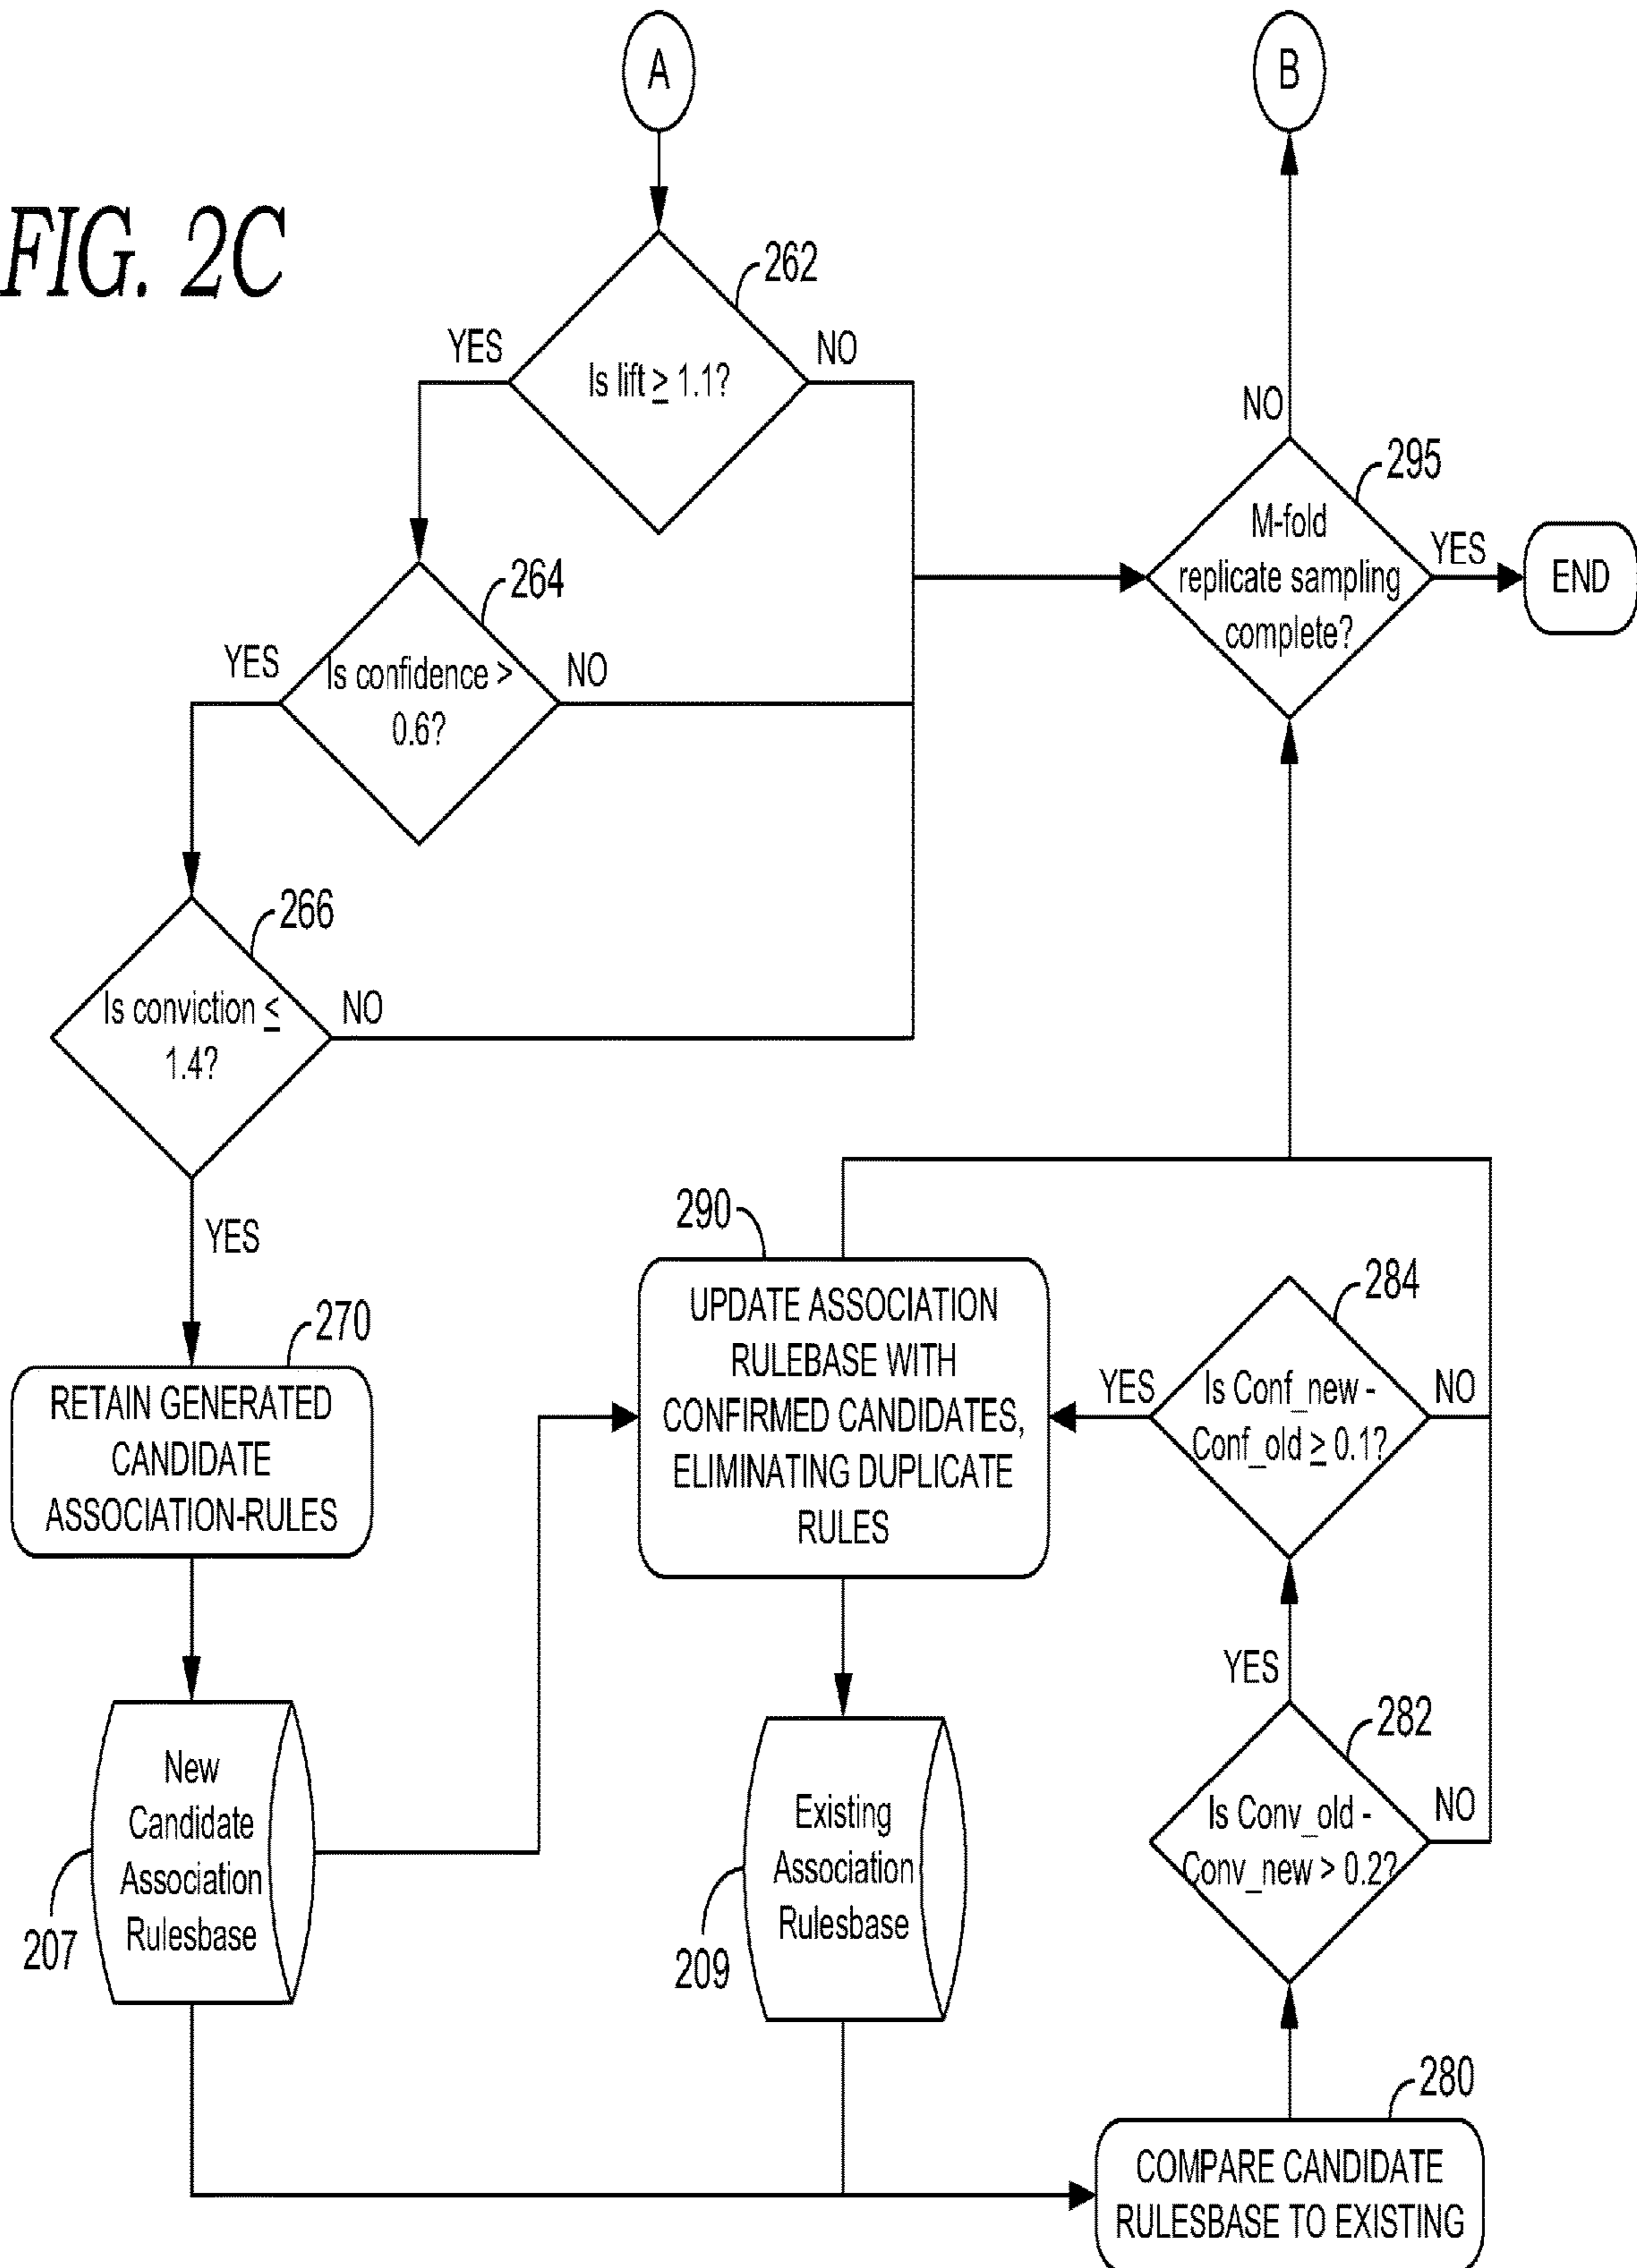 A
B
FIG. 2C
262
YES
NO
Is lift ≥ 1.1?
NO
295
M-fold
replicate sampling
complete?
YES
END
264
YES
NO
Is confidence >
0.6?
266
Is conviction ≤
1.4?
NO
YES
270
RETAIN GENERATED
CANDIDATE
ASSOCIATION-RULES
290
UPDATE ASSOCIATION
RULEBASE WITH
CONFIRMED CANDIDATES,
ELIMINATING DUPLICATE
RULES
284
YES
Is Conf_new -
Conf_old ≥ 0.1?
NO
YES
282
Is Conv_old -
Conv_new > 0.2?
NO
New
Candidate
Association
Rulesbase
207
Existing
Association
Rulesbase
209
280
COMPARE CANDIDATE
RULESBASE TO EXISTING